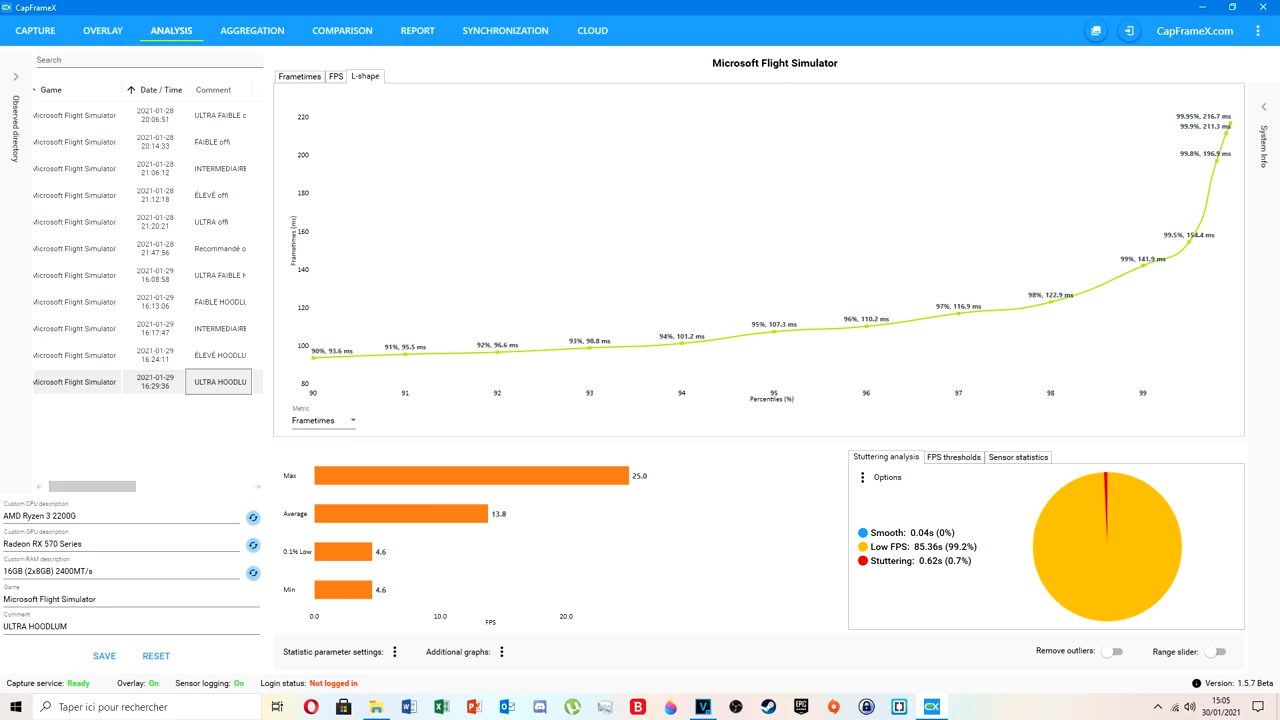 CapFrameX
CAPTURE OVERLAY ANALYSIS AGGREGATION COMPARISON REPORT SYNCHRONIZATION CLOUD CapFrameX.com
Search
Game Date / Time Comment
Microsoft Flight Simulator 2021-01-28 20:06:51 ULTRA FAIBLE o
Microsoft Flight Simulator 2021-01-28 20:14:33 FAIBLE offi
Microsoft Flight Simulator 2021-01-28 21:06:12 INTERMEDIAIRE
Microsoft Flight Simulator 2021-01-28 21:12:18 ÉLEVÉ offi
Microsoft Flight Simulator 2021-01-28 21:20:21 ULTRA offi
Microsoft Flight Simulator 2021-01-28 21:47:56 Recommandé o
Microsoft Flight Simulator 2021-01-29 16:08:58 ULTRA FAIBLE H
Microsoft Flight Simulator 2021-01-29 16:13:06 FAIBLE HOODLU
Microsoft Flight Simulator 2021-01-29 16:17:47 INTERMEDIAIRE
Microsoft Flight Simulator 2021-01-29 16:24:11 ÉLEVÉ HOODLU
Microsoft Flight Simulator 2021-01-29 16:29:36 ULTRA HOODLU
Observed directory
Custom CPU description
AMD Ryzen 3 2200G
Custom GPU description
Radeon RX 570 Series
Custom RAM description
16GB (2x8GB) 2400MT/s
Game
Microsoft Flight Simulator
Comment
ULTRA HOODLUM
SAVE RESET
Microsoft Flight Simulator
Frametimes FPS L-shape
220
200
180
160
140
120
100
80
Frametimes (ms)
90%, 93.6 ms
91%, 95.5 ms
92%, 96.6 ms
93%, 98.8 ms
94%, 101.2 ms
95%, 107.3 ms
96%, 110.2 ms
97%, 116.9 ms
98%, 122.9 ms
99%, 141.9 ms
99.5%, 154.4 ms
99.8%, 196.9 ms
99.9%, 211.3 ms
99.95%, 216.7 ms
90 91 92 93 94 95 96 97 98 99
Percentiles (%)
Metric
Frametimes
System Info
Max 25.0
Average 13.8
0.1% Low 4.6
Min 4.6
0.0 10.0 20.0
FPS
Stuttering analysis FPS thresholds Sensor statistics
Options
Smooth: 0.04s (0%)
Low FPS: 85.36s (99.2%)
Stuttering: 0.62s (0.7%)
Statistic parameter settings: Additional graphs: Remove outliers: Range slider:
Capture service: Ready Overlay: On Sensor logging: On Login status: Not logged in Version: 1.5.7 Beta
Taper ici pour rechercher
15:05
30/01/2021